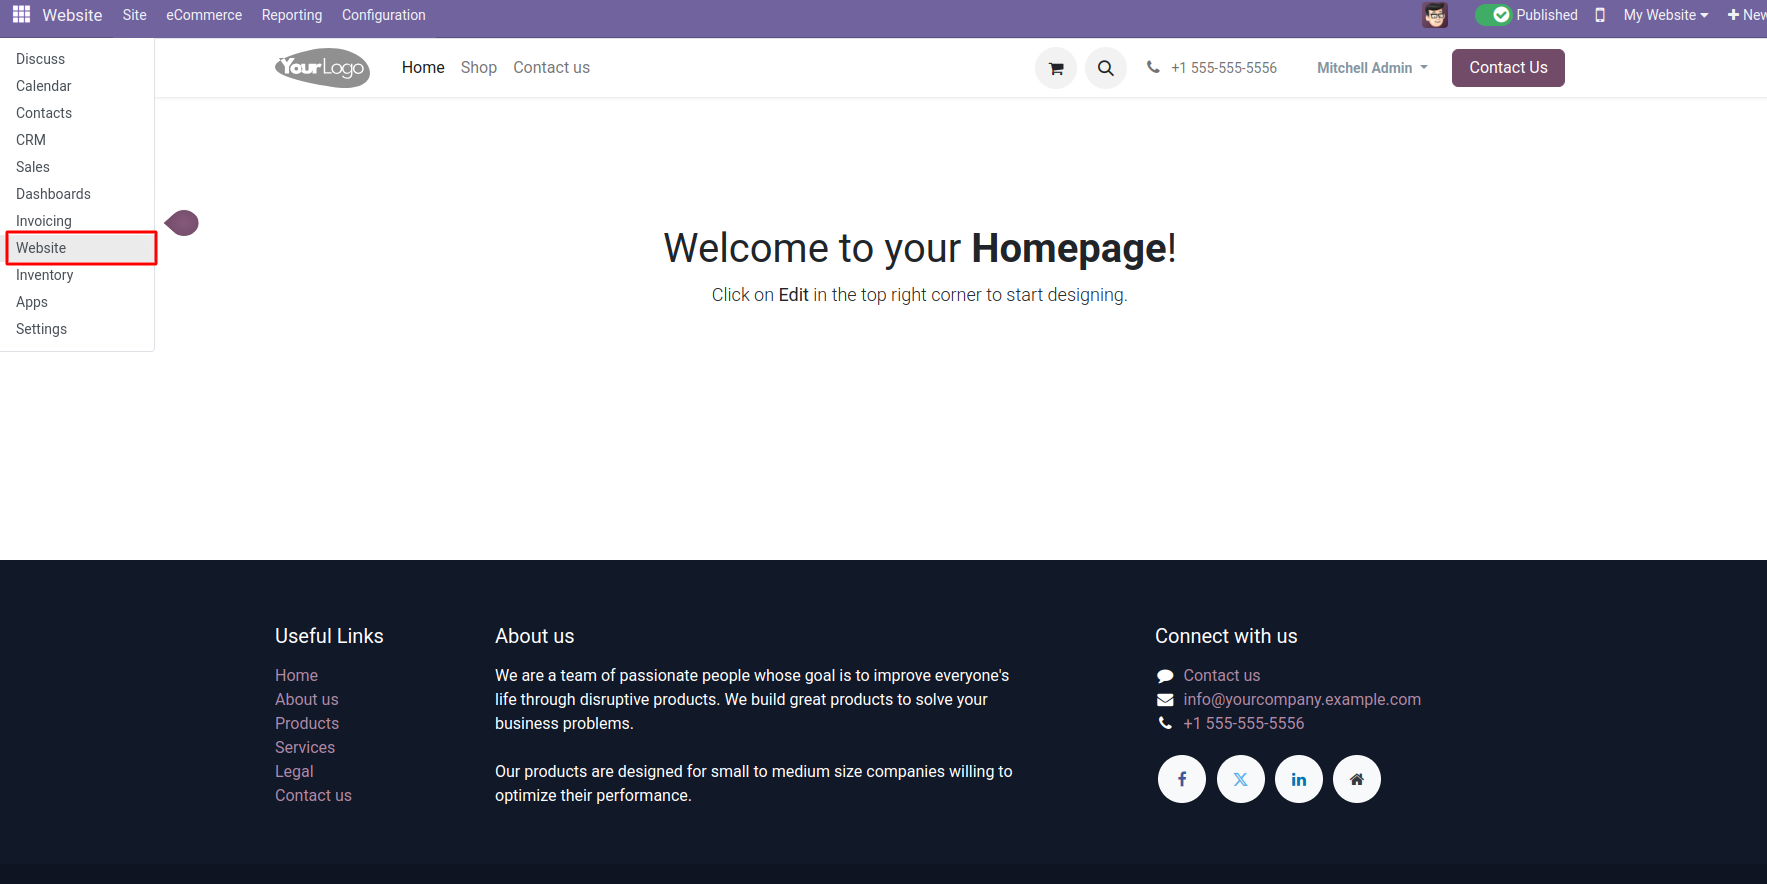 Website Site eCommerce Reporting Configuration Published My Website New
Discuss
Calendar
Contacts
CRM
Sales
Dashboards
Invoicing
Website
Inventory
Apps
Settings
YourLogo Home Shop Contact us +1 555-555-5556 Mitchell Admin Contact Us
Welcome to your Homepage!
Click on Edit in the top right corner to start designing.
Useful Links
Home
About us
Products
Services
Legal
Contact us
About us
We are a team of passionate people whose goal is to improve everyone's
life through disruptive products. We build great products to solve your
business problems.
Our products are designed for small to medium size companies willing to
optimize their performance.
Connect with us
Contact us
info@yourcompany.example.com
+1 555-555-5556